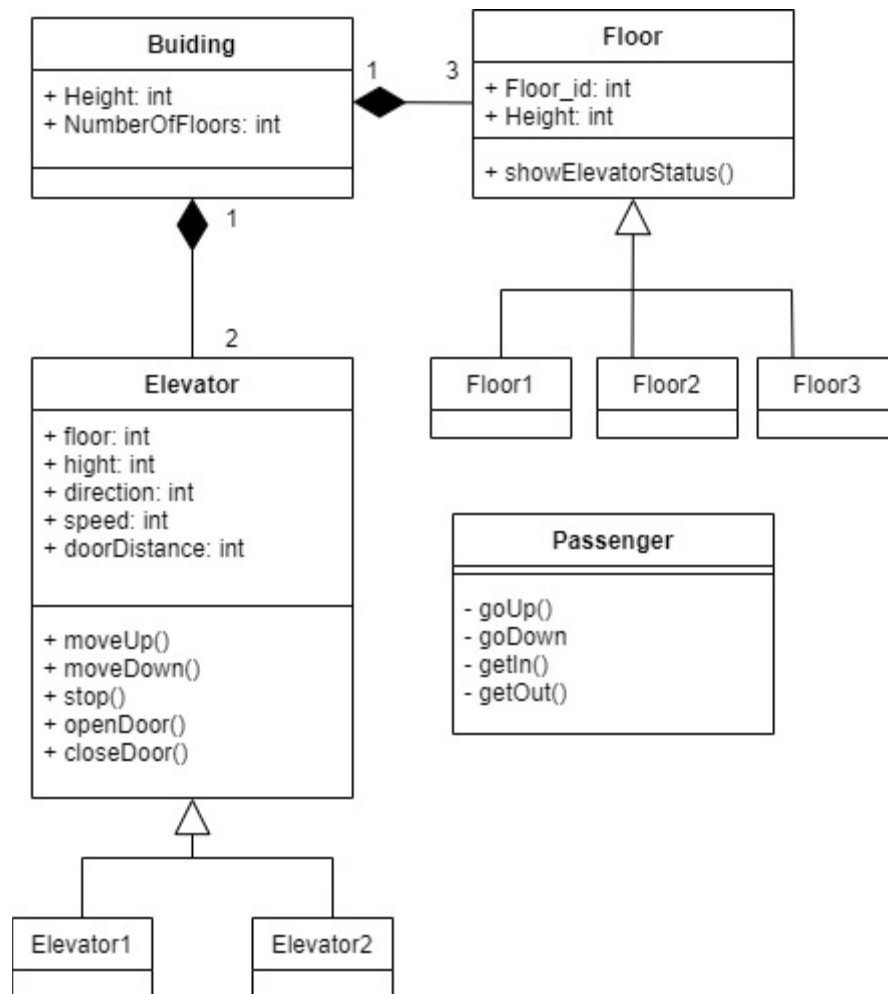 Buiding
+ Height: int
+ NumberOfFloors: int
1
3
Floor
+ Floor_id: int
+ Height: int
+ showElevatorStatus()
1
2
Floor1
Floor2
Floor3
Elevator
+ floor: int
+ hight: int
+ direction: int
+ speed: int
+ doorDistance: int
+ moveUp()
+ moveDown()
+ stop()
+ openDoor()
+ closeDoor()
Passenger
- goUp()
- goDown
- getIn()
- getOut()
Elevator1
Elevator2